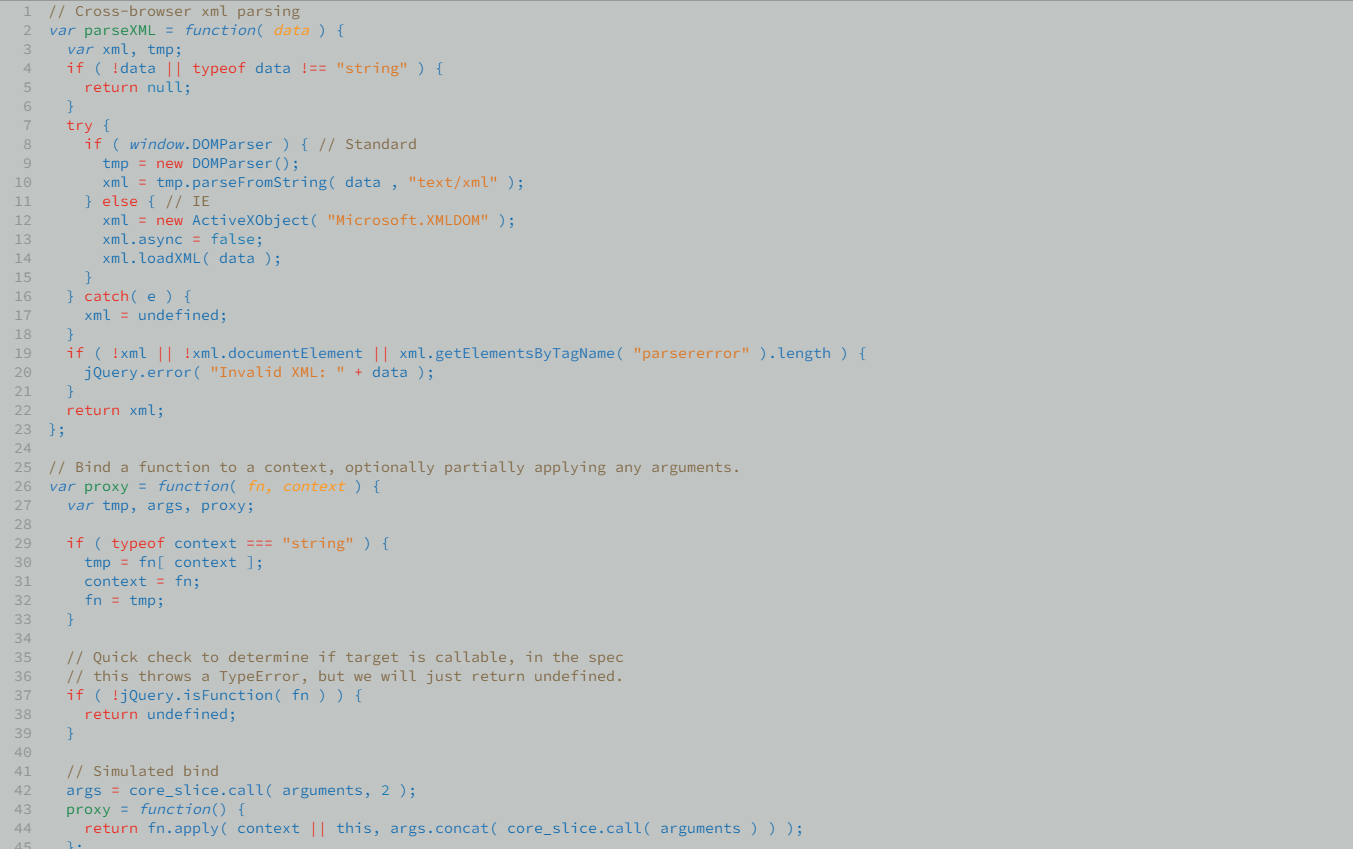 1 // Cross-browser xml parsing
2 var parseXML = function( data ) {
3   var xml, tmp;
4   if ( !data || typeof data !== "string" ) {
5     return null;
6   }
7   try {
8     if ( window.DOMParser ) { // Standard
9       tmp = new DOMParser();
10       xml = tmp.parseFromString( data , "text/xml" );
11     } else { // IE
12       xml = new ActiveXObject( "Microsoft.XMLDOM" );
13       xml.async = false;
14       xml.loadXML( data );
15     }
16   } catch( e ) {
17     xml = undefined;
18   }
19   if ( !xml || !xml.documentElement || xml.getElementsByTagName( "parsererror" ).length ) {
20     jQuery.error( "Invalid XML: " + data );
21   }
22   return xml;
23 };
24
25 // Bind a function to a context, optionally partially applying any arguments.
26 var proxy = function( fn, context ) {
27   var tmp, args, proxy;
28
29   if ( typeof context === "string" ) {
30     tmp = fn[ context ];
31     context = fn;
32     fn = tmp;
33   }
34
35   // Quick check to determine if target is callable, in the spec
36   // this throws a TypeError, but we will just return undefined.
37   if ( !jQuery.isFunction( fn ) ) {
38     return undefined;
39   }
40
41   // Simulated bind
42   args = core_slice.call( arguments, 2 );
43   proxy = function() {
44     return fn.apply( context || this, args.concat( core_slice.call( arguments ) ) );
45   };